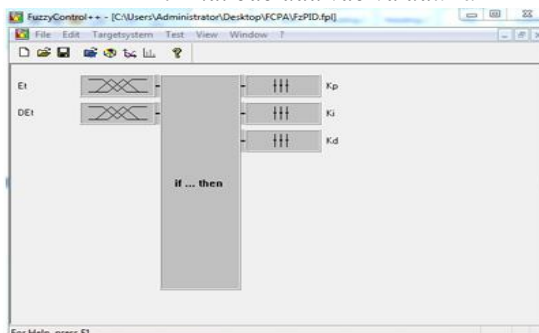 FuzzyControl++ - [C:\Users\Administrator\Desktop\FCPA\FzPID.fpl]
File Edit Targetsystem Test View Window ?
Et Kp
DEt Ki
Kd
if ... then
For Help, press F1